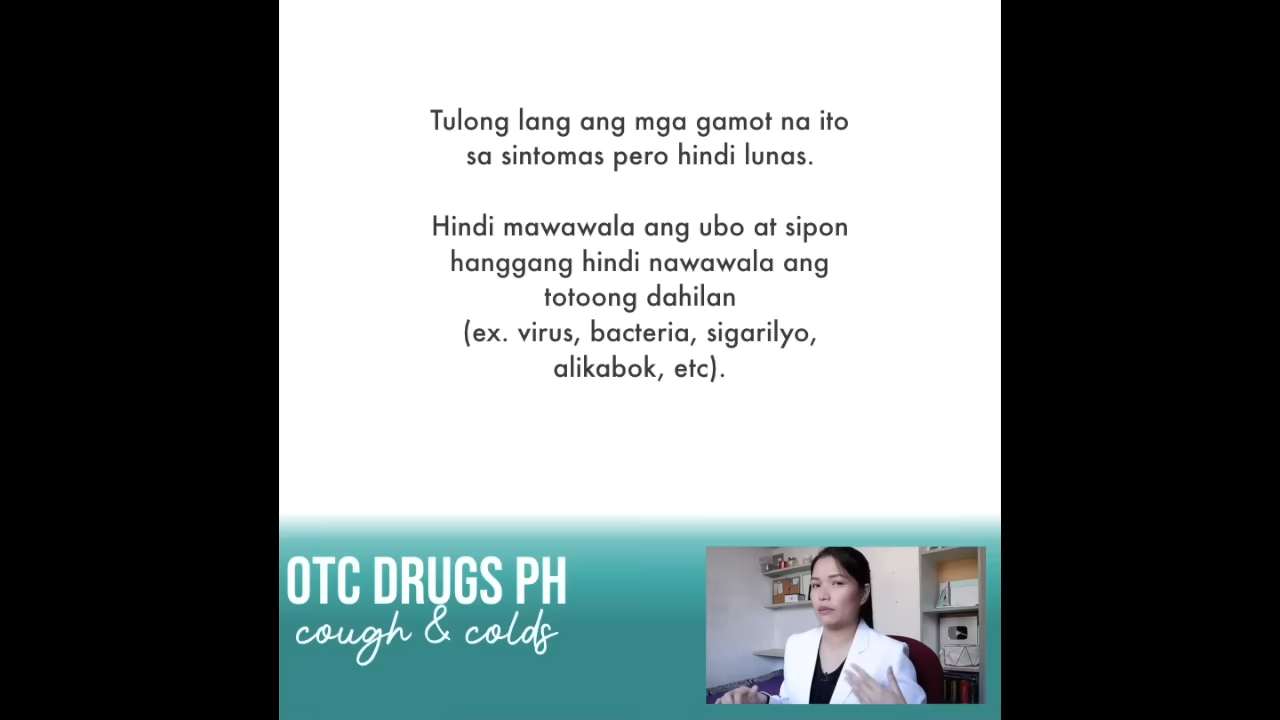 Tulong lang ang mga gamot na ito
sa sintomas pero hindi lunas.
Hindi mawawala ang ubo at sipon
hanggang hindi nawawala ang
totoong dahilan
(ex. virus, bacteria, sigarilyo,
alikabok, etc).
OTC DRUGS PH
cough & colds